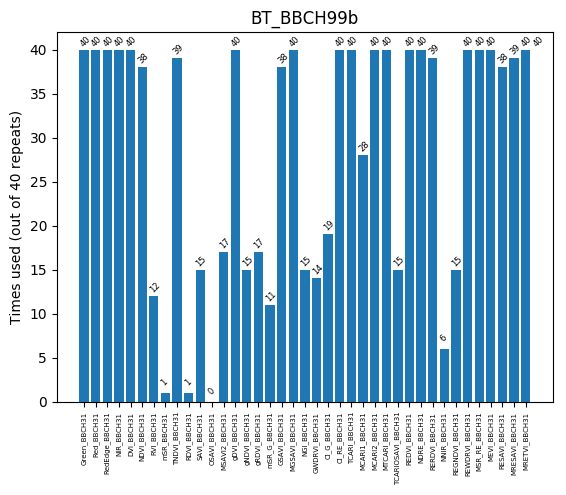 BT_BBCH99b
Times used (out of 40 repeats)
40
35
30
25
20
15
10
5
0
40
40
40
40
40
38
12
1
39
1
15
0
17
40
15
17
11
38
40
15
14
19
40
40
28
40
40
15
40
40
39
6
15
40
40
40
38
39
40
40
Green_BBCH31
Red_BBCH31
RedEdge_BBCH31
NIR_BBCH31
DVI_BBCH31
NDVI_BBCH31
RVI_BBCH31
mSR_BBCH31
TNDVI_BBCH31
RDVI_BBCH31
SAVI_BBCH31
OSAVI_BBCH31
MSAVI2_BBCH31
gDVI_BBCH31
gNDVI_BBCH31
gRDVI_BBCH31
mSR_G_BBCH31
GSAVI_BBCH31
MGSAVI_BBCH31
NGI_BBCH31
GWDRVI_BBCH31
CI_G_BBCH31
CI_RE_BBCH31
TCARI_BBCH31
MCARI1_BBCH31
MCARI2_BBCH31
MTCARI_BBCH31
TCARIOSAVI_BBCH31
REDVI_BBCH31
NDRE_BBCH31
RERDVI_BBCH31
NNIR_BBCH31
REGNDVI_BBCH31
REWDRVI_BBCH31
MSR_RE_BBCH31
MEVI_BBCH31
RESAVI_BBCH31
MRESAVI_BBCH31
MRETVI_BBCH31